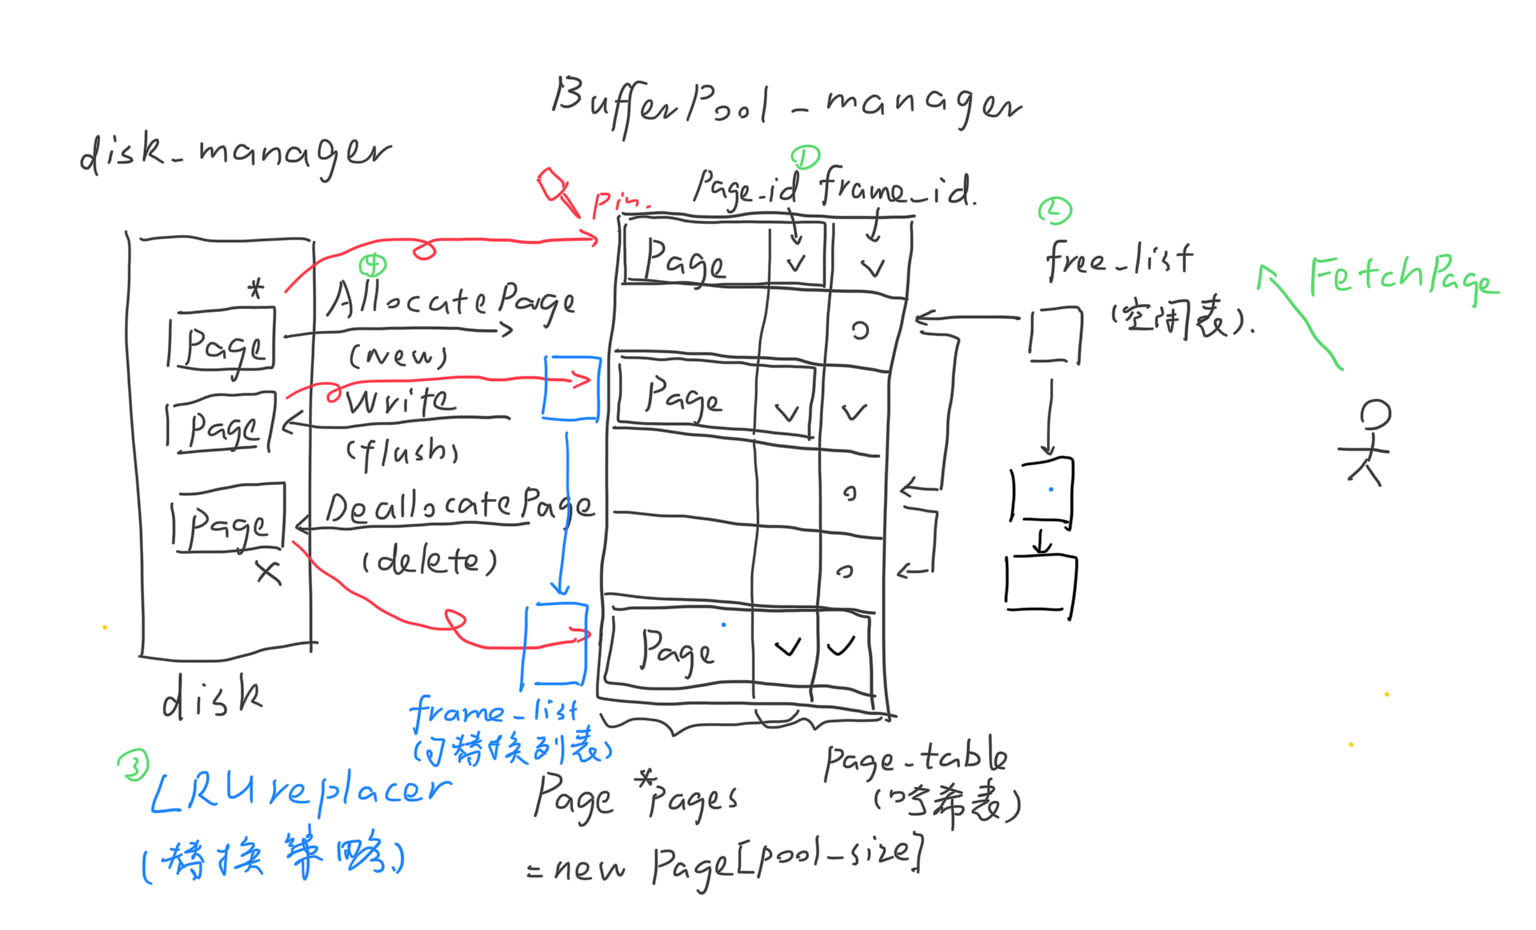 BufferPool_manager
disk_manager
①
Page_id frame_id.
pin.
②
free_list
(空闲表).
FetchPage
Page ✓ ✓
*
④
AllocatePage
(new)
Page
○
Write
(flush)
Page
Page ✓ ✓
DeallocatePage
(delete)
Page
×
○
○
Page ✓ ✓
disk
frame_list
(可替换列表)
③
LRUreplacer
(替换策略)
Page *pages
=new Page[pool_size]
page_table
(哈希表)